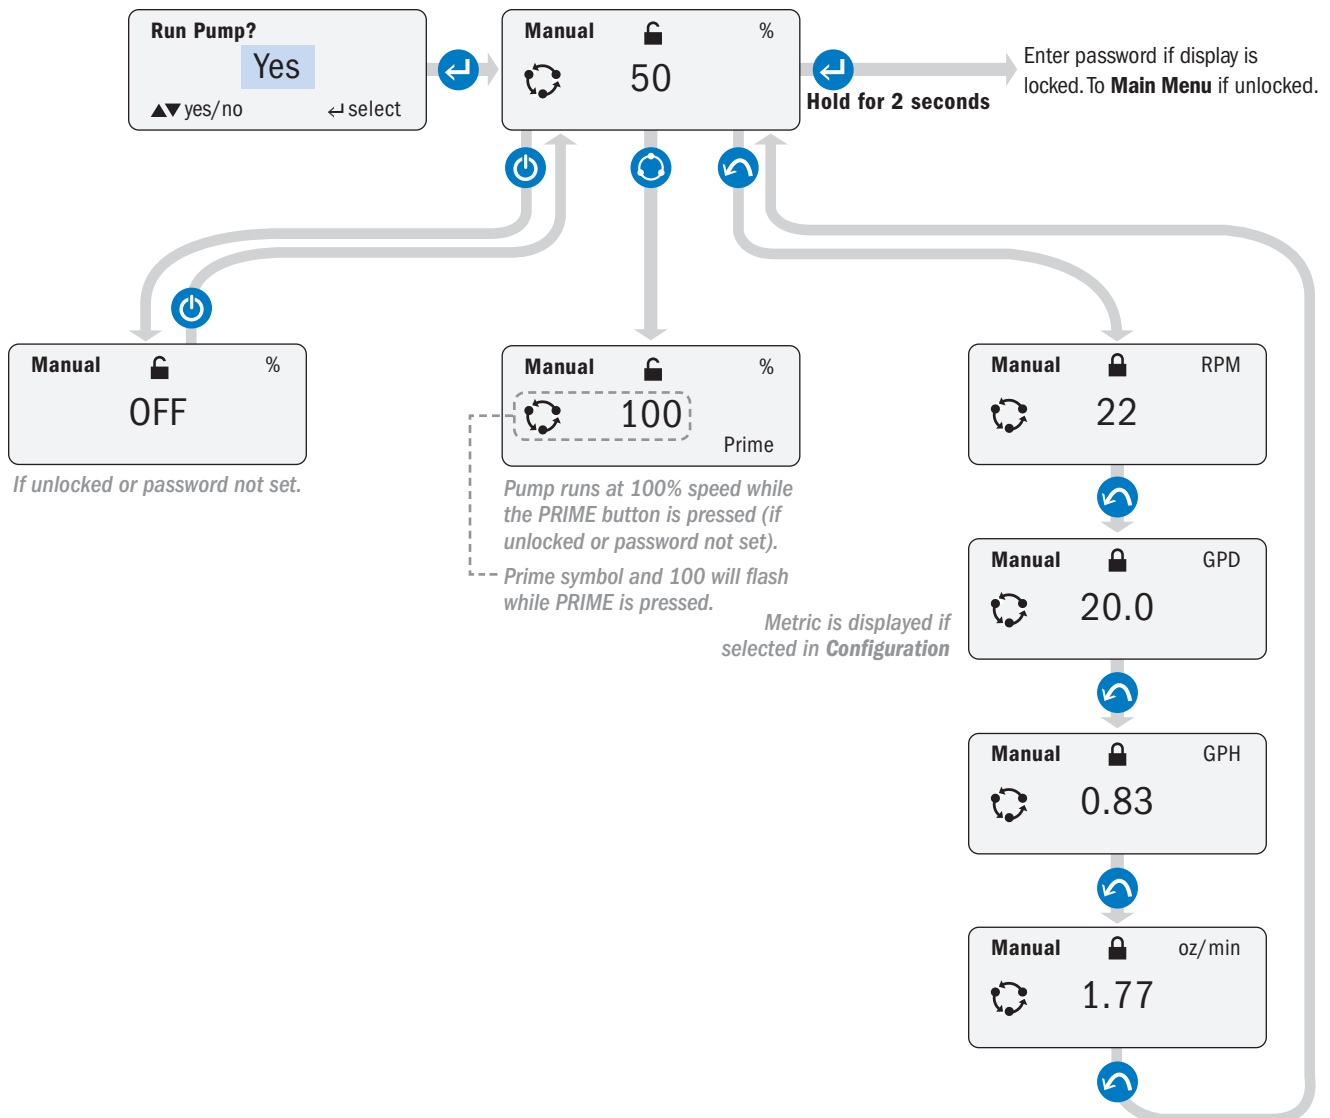 Run Pump?
Yes
▲▼ yes/no ↵ select
Manual %
50
Hold for 2 seconds
Enter password if display is
locked. To Main Menu if unlocked.
Manual %
OFF
If unlocked or password not set.
Manual %
100
Prime
Pump runs at 100% speed while
the PRIME button is pressed (if
unlocked or password not set).
Prime symbol and 100 will flash
while PRIME is pressed.
Manual RPM
22
Manual GPD
20.0
Metric is displayed if
selected in Configuration
Manual GPH
0.83
Manual oz/min
1.77